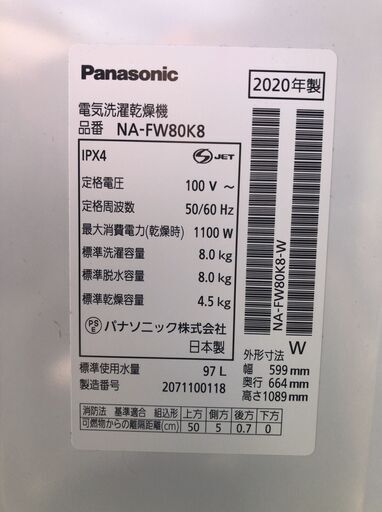 Panasonic
2020年製
電気洗濯乾燥機
品番 NA-FW80K8
IPX4
S JET
定格電圧 100 V ～
定格周波数 50/60 Hz
最大消費電力(乾燥時) 1100 W
標準洗濯容量 8.0 kg
標準脱水容量 8.0 kg
標準乾燥容量 4.5 kg
PSE パナソニック株式会社
日本製
標準使用水量 97 L
製造番号 2071100118
NA-FW80K8-W
W
外形寸法
幅 599 mm
奥行 664 mm
高さ1089 mm
消防法 基準適合 組込形 上方 側方 後方 下方
可燃物からの離隔距離(cm) 50 5 0.7 0